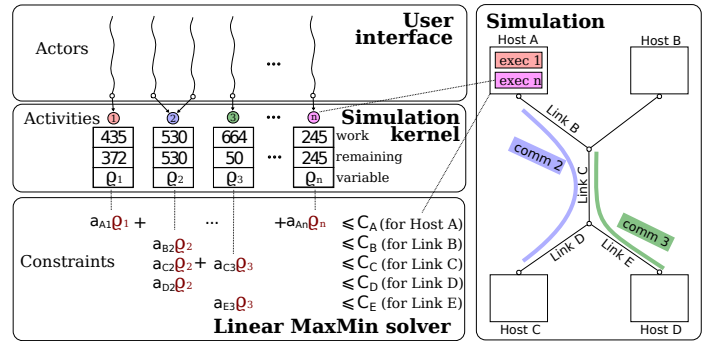 User
interface
Actors
...
Activities
1
2
3
...
n
Simulation
kernel
435
530
664
245
work
372
530
50
...
245
remaining
ϱ1
ϱ2
ϱ3
ϱn
variable
aA1ϱ1 + ... +aAnϱn ⩽CA (for Host A)
aB2ϱ2 ⩽CB (for Link B)
Constraints
aC2ϱ2 + aC3ϱ3 ⩽CC (for Link C)
aD2ϱ2 ⩽CD (for Link D)
aE3ϱ3 ⩽CE (for Link E)
Linear MaxMin solver
Simulation
Host A
Host B
exec 1
exec n
Link B
comm 2
Link C
comm 3
Link D
Link E
Host C
Host D